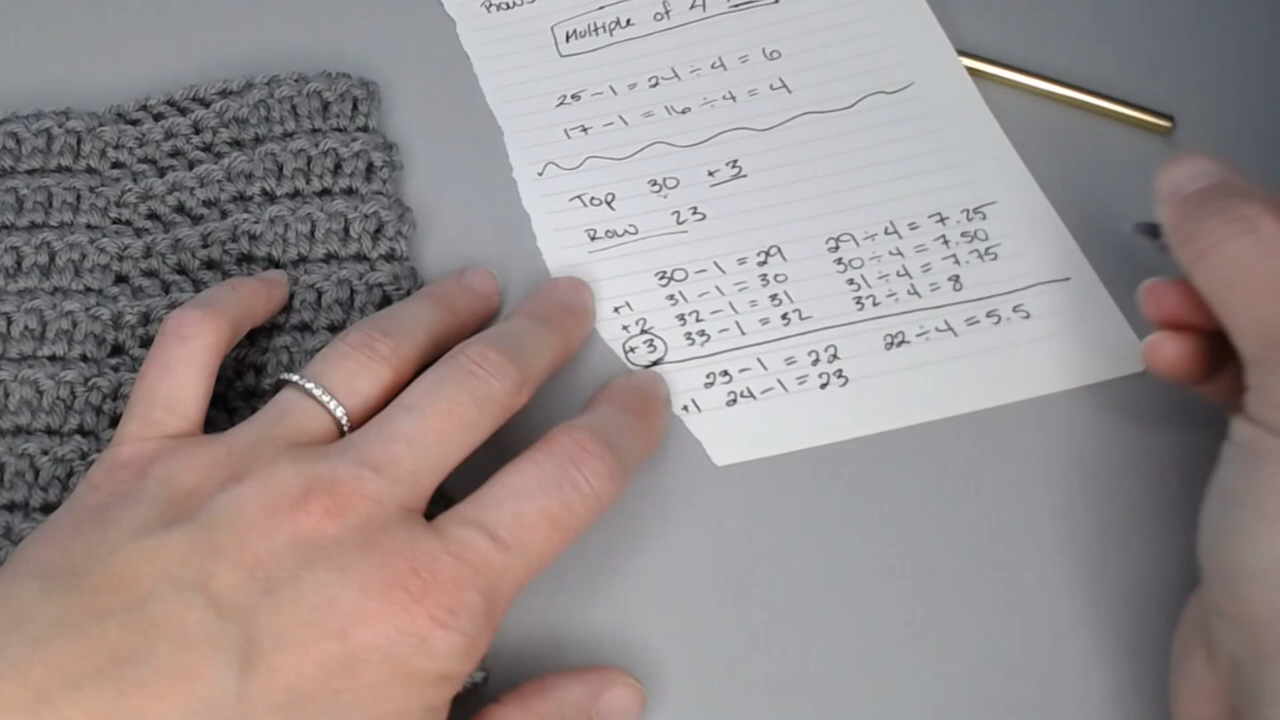 Rows
Multiple of 4
25 - 1 = 24 ÷ 4 = 6
17 - 1 = 16 ÷ 4 = 4
Top 30 +3
Row 23
30 - 1 = 29 29 ÷ 4 = 7.25
+1 31 - 1 = 30 30 ÷ 4 = 7.50
+2 32 - 1 = 31 31 ÷ 4 = 7.75
+3 33 - 1 = 32 32 ÷ 4 = 8
23 - 1 = 22 22 ÷ 4 = 5.5
+1 24 - 1 = 23